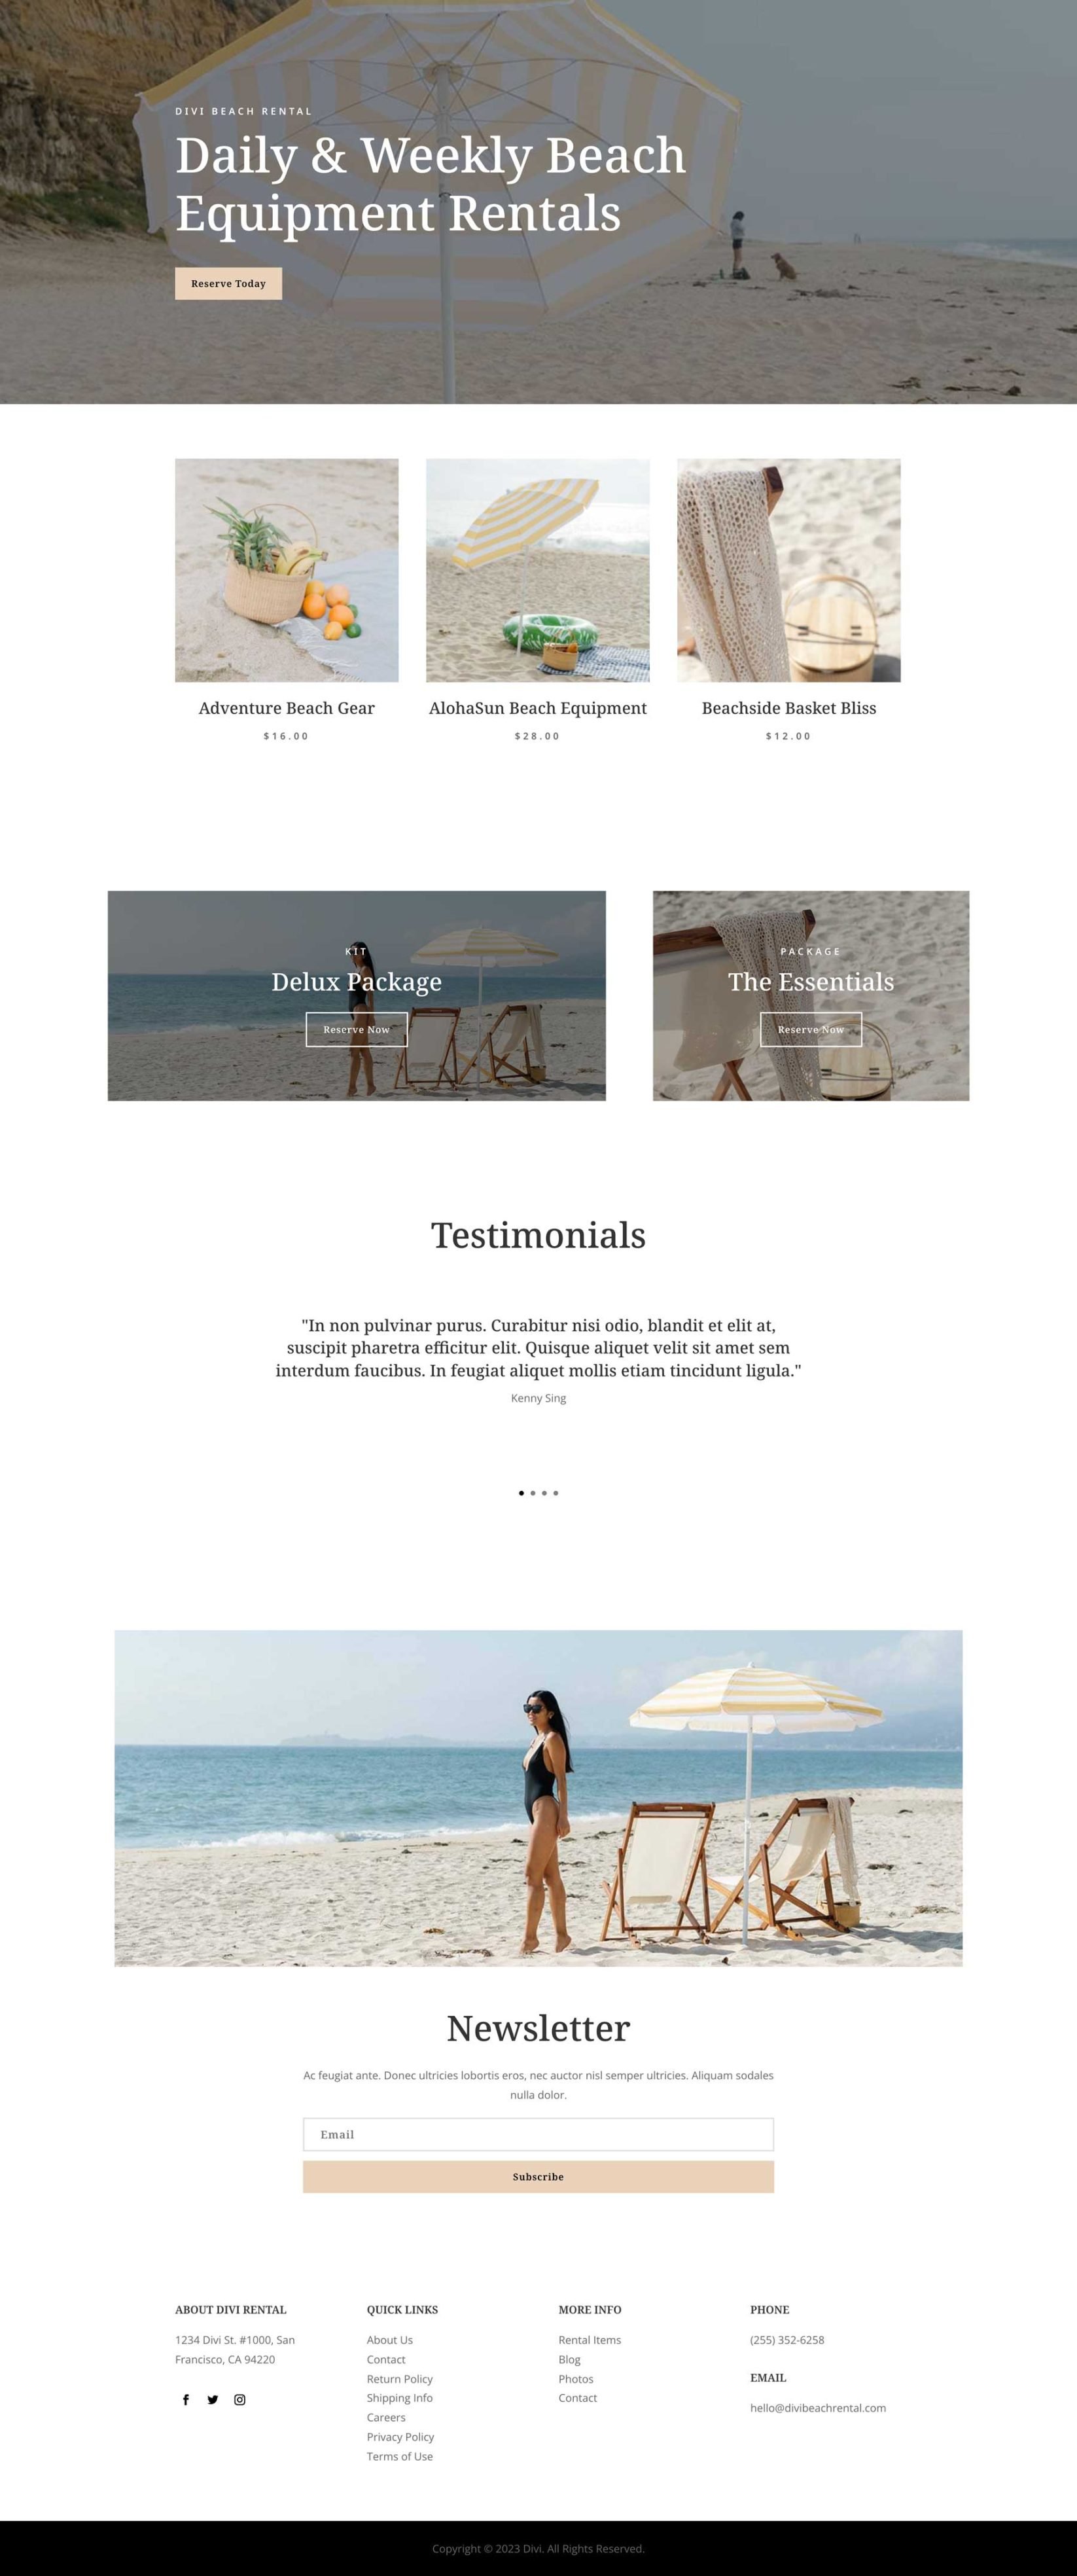 DIVI BEACH RENTAL
Daily & Weekly Beach
Equipment Rentals
Reserve Today
Adventure Beach Gear
$16.00
AlohaSun Beach Equipment
$28.00
Beachside Basket Bliss
$12.00
KIT
Delux Package
Reserve Now
PACKAGE
The Essentials
Reserve Now
Testimonials
"In non pulvinar purus. Curabitur nisi odio, blandit et elit at,
suscipit pharetra efficitur elit. Quisque aliquet velit sit amet sem
interdum faucibus. In feugiat aliquet mollis etiam tincidunt ligula."
Kenny Sing
Newsletter
Ac feugiat ante. Donec ultricies lobortis eros, nec auctor nisl semper ultricies. Aliquam sodales
nulla dolor.
Email
Subscribe
ABOUT DIVI RENTAL
1234 Divi St. #1000, San
Francisco, CA 94220
QUICK LINKS
About Us
Contact
Return Policy
Shipping Info
Careers
Privacy Policy
Terms of Use
MORE INFO
Rental Items
Blog
Photos
Contact
PHONE
(255) 352-6258
EMAIL
hello@divibeachrental.com
Copyright © 2023 Divi. All Rights Reserved.